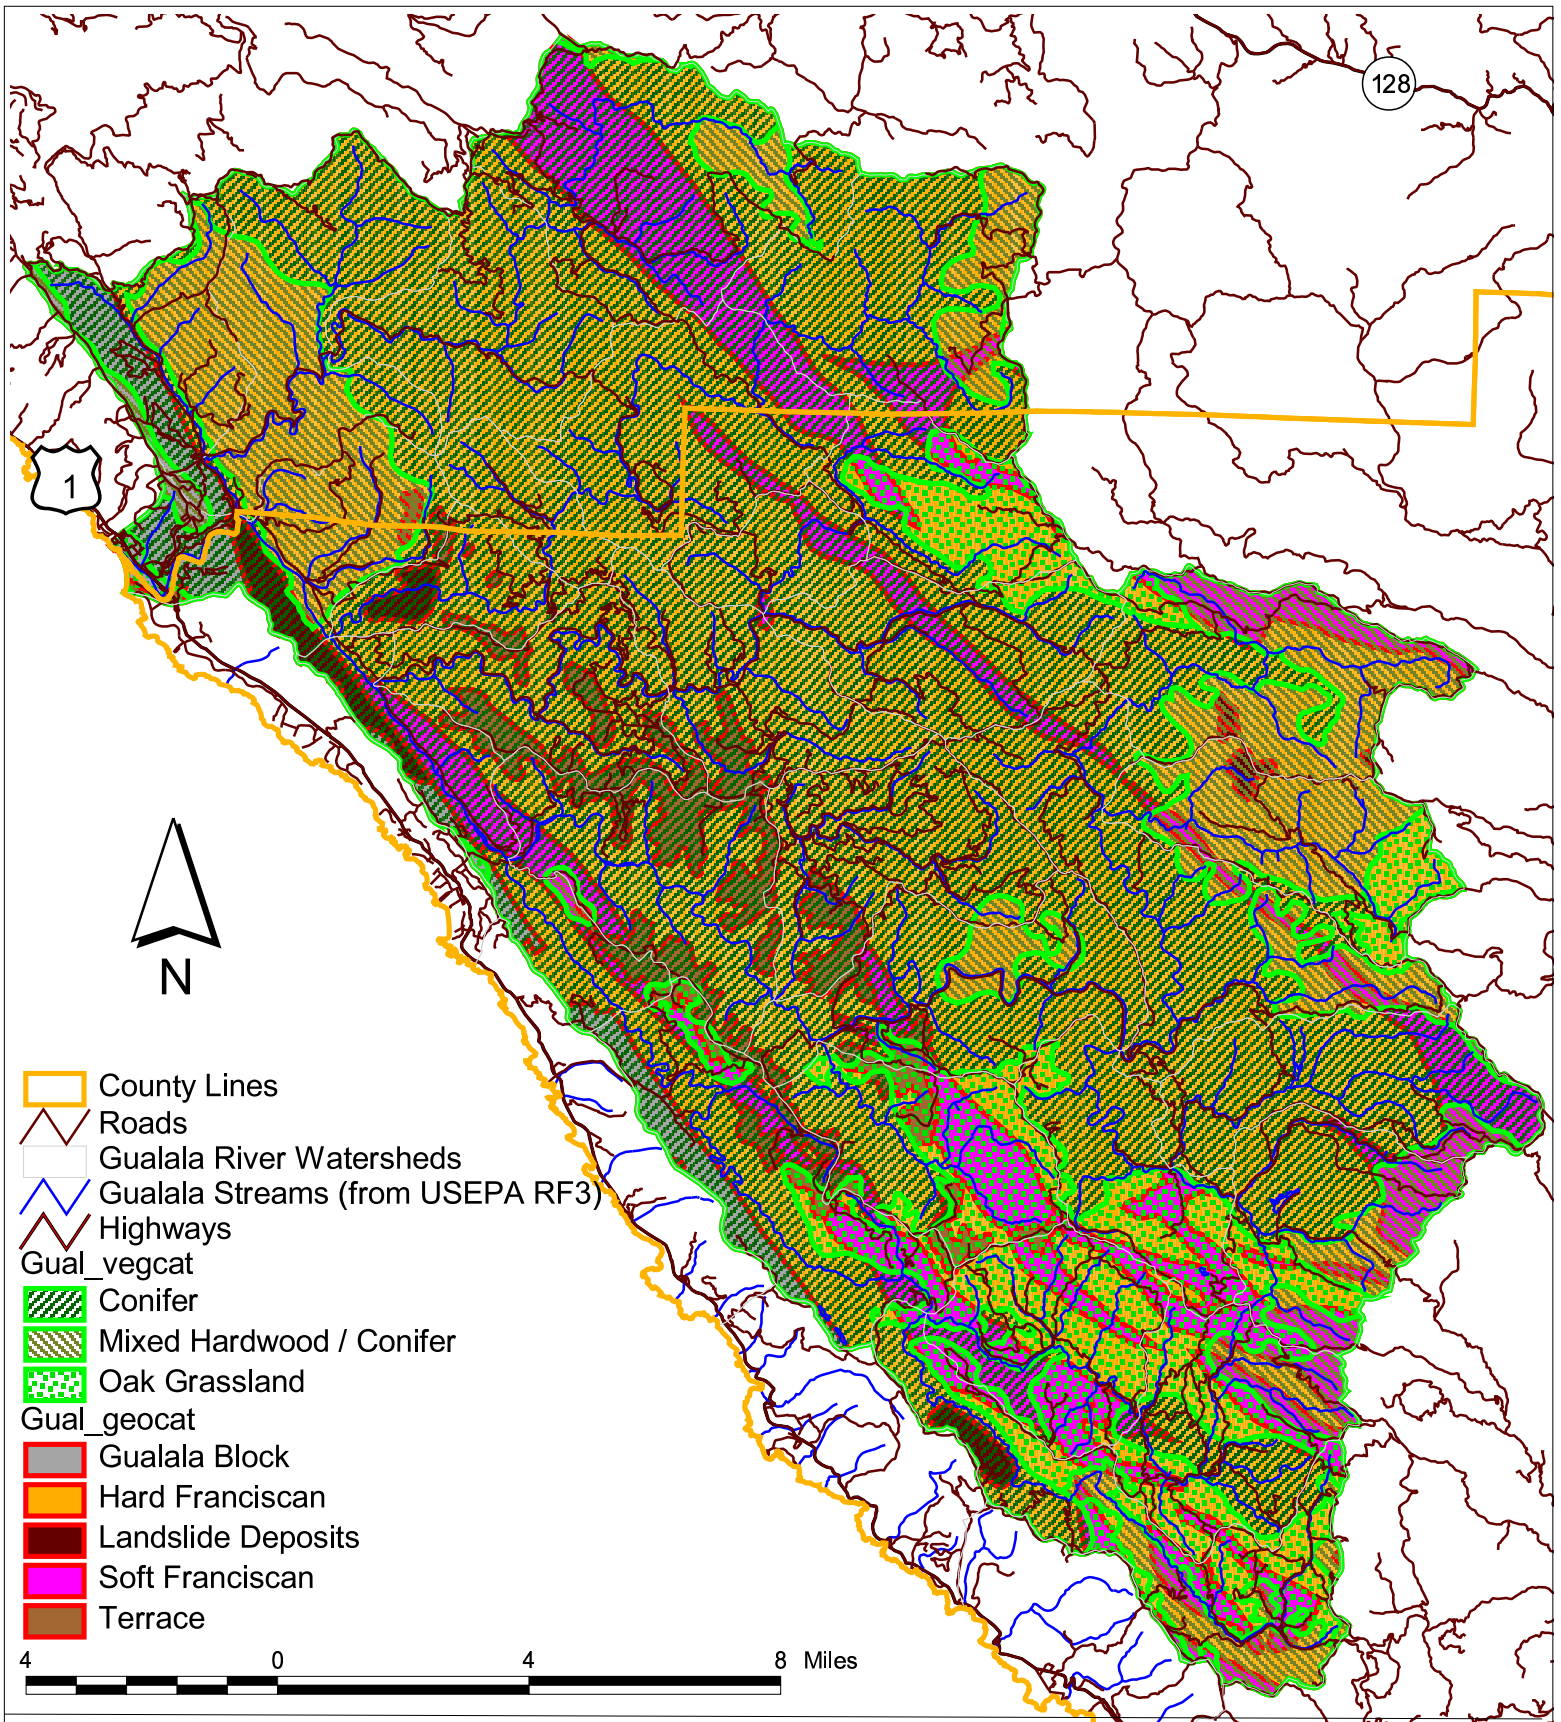 128
1
N
County Lines
Roads
Gualala River Watersheds
Gualala Streams (from USEPA RF3)
Highways
Gual_vegcat
Conifer
Mixed Hardwood / Conifer
Oak Grassland
Gual_geocat
Gualala Block
Hard Franciscan
Landslide Deposits
Soft Franciscan
Terrace
4 0 4 8 Miles